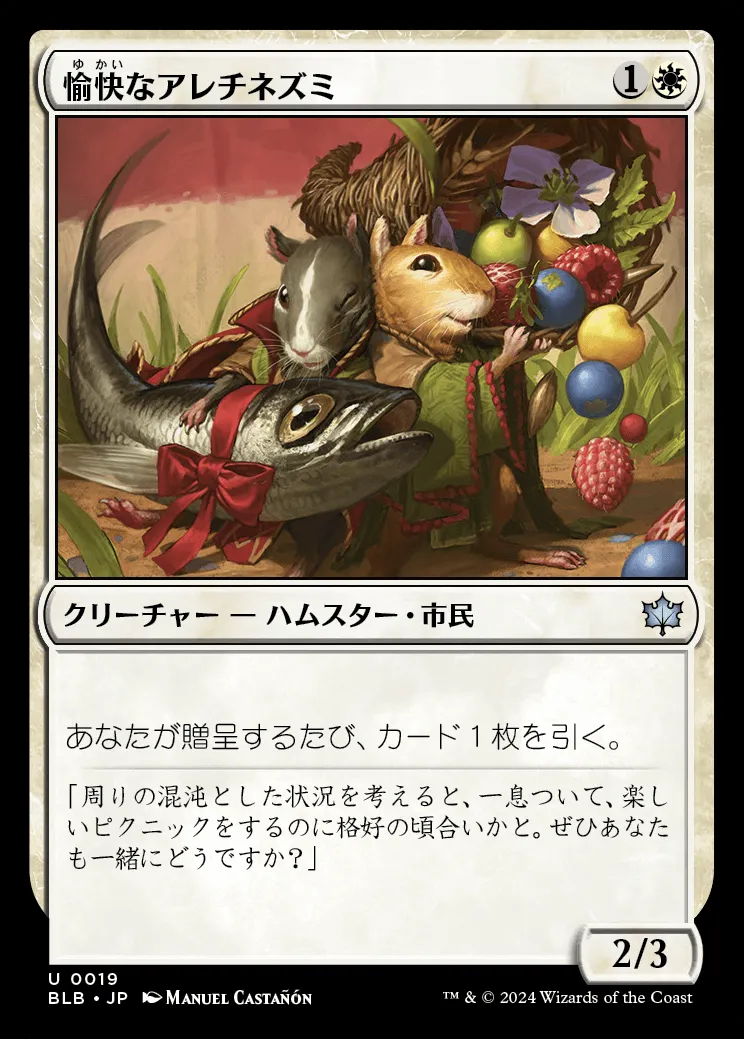 ゆかい
愉快なアレチネズミ
1
クリーチャー — ハムスター・市民
あなたが贈呈するたび、カード１枚を引く。
「周りの混沌とした状況を考えると、一息ついて、楽し
いピクニックをするのに格好の頃合いかと。ぜひあなた
も一緒にどうですか？」
2/3
U 0019
BLB • JP MANUEL CASTAÑÓN
™ & © 2024 Wizards of the Coast